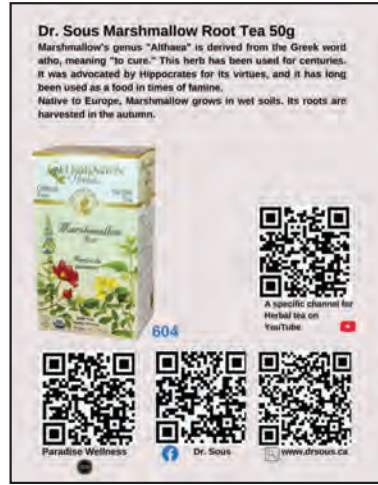 Dr. Sous Marshmallow Root Tea 50g
Marshmallow's genus "Althaea" is derived from the Greek word
atho, meaning "to cure." This herb has been used for centuries.
It was advocated by Hippocrates for its virtues, and it has long
been used as a food in times of famine.
Native to Europe, Marshmallow grows in wet soils. Its roots are
harvested in the autumn.
Celebration
Herbals
Marshmallow
Root
604
A specific channel for
Herbal tea on
YouTube
Paradise Wellness
Dr. Sous
www.drsous.ca